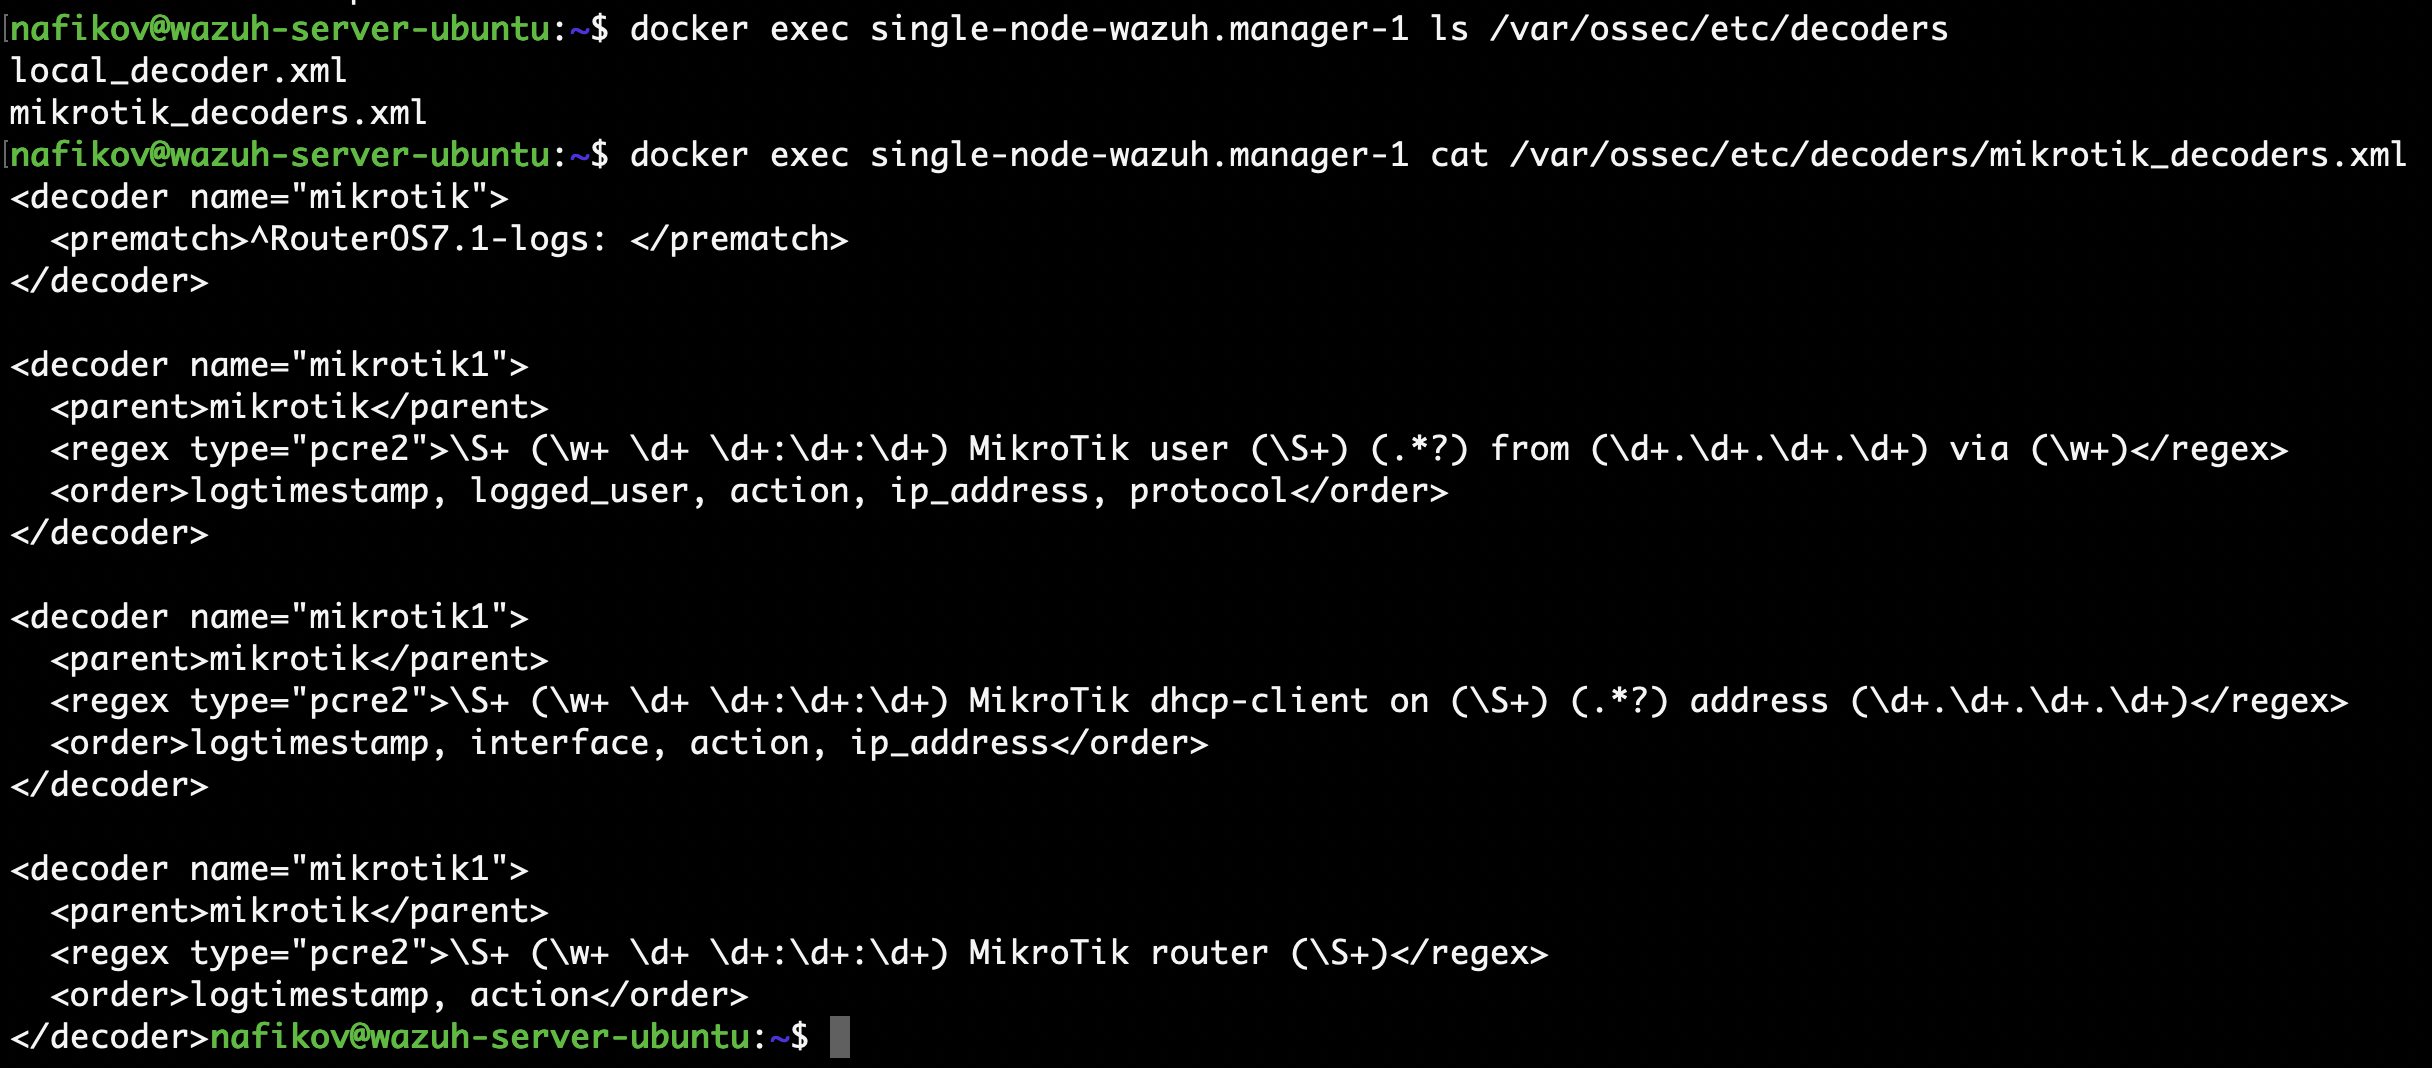 [nafikov@wazuh-server-ubuntu:~$ docker exec single-node-wazuh.manager-1 ls /var/ossec/etc/decoders
local_decoder.xml
mikrotik_decoders.xml
[nafikov@wazuh-server-ubuntu:~$ docker exec single-node-wazuh.manager-1 cat /var/ossec/etc/decoders/mikrotik_decoders.xml
<decoder name="mikrotik">
  <prematch>^RouterOS7.1-logs: </prematch>
</decoder>

<decoder name="mikrotik1">
  <parent>mikrotik</parent>
  <regex type="pcre2">\S+ (\w+ \d+ \d+:\d+:\d+) MikroTik user (\S+) (.*?) from (\d+.\d+.\d+.\d+) via (\w+)</regex>
  <order>logtimestamp, logged_user, action, ip_address, protocol</order>
</decoder>

<decoder name="mikrotik1">
  <parent>mikrotik</parent>
  <regex type="pcre2">\S+ (\w+ \d+ \d+:\d+:\d+) MikroTik dhcp-client on (\S+) (.*?) address (\d+.\d+.\d+.\d+)</regex>
  <order>logtimestamp, interface, action, ip_address</order>
</decoder>

<decoder name="mikrotik1">
  <parent>mikrotik</parent>
  <regex type="pcre2">\S+ (\w+ \d+ \d+:\d+:\d+) MikroTik router (\S+)</regex>
  <order>logtimestamp, action</order>
</decoder>nafikov@wazuh-server-ubuntu:~$